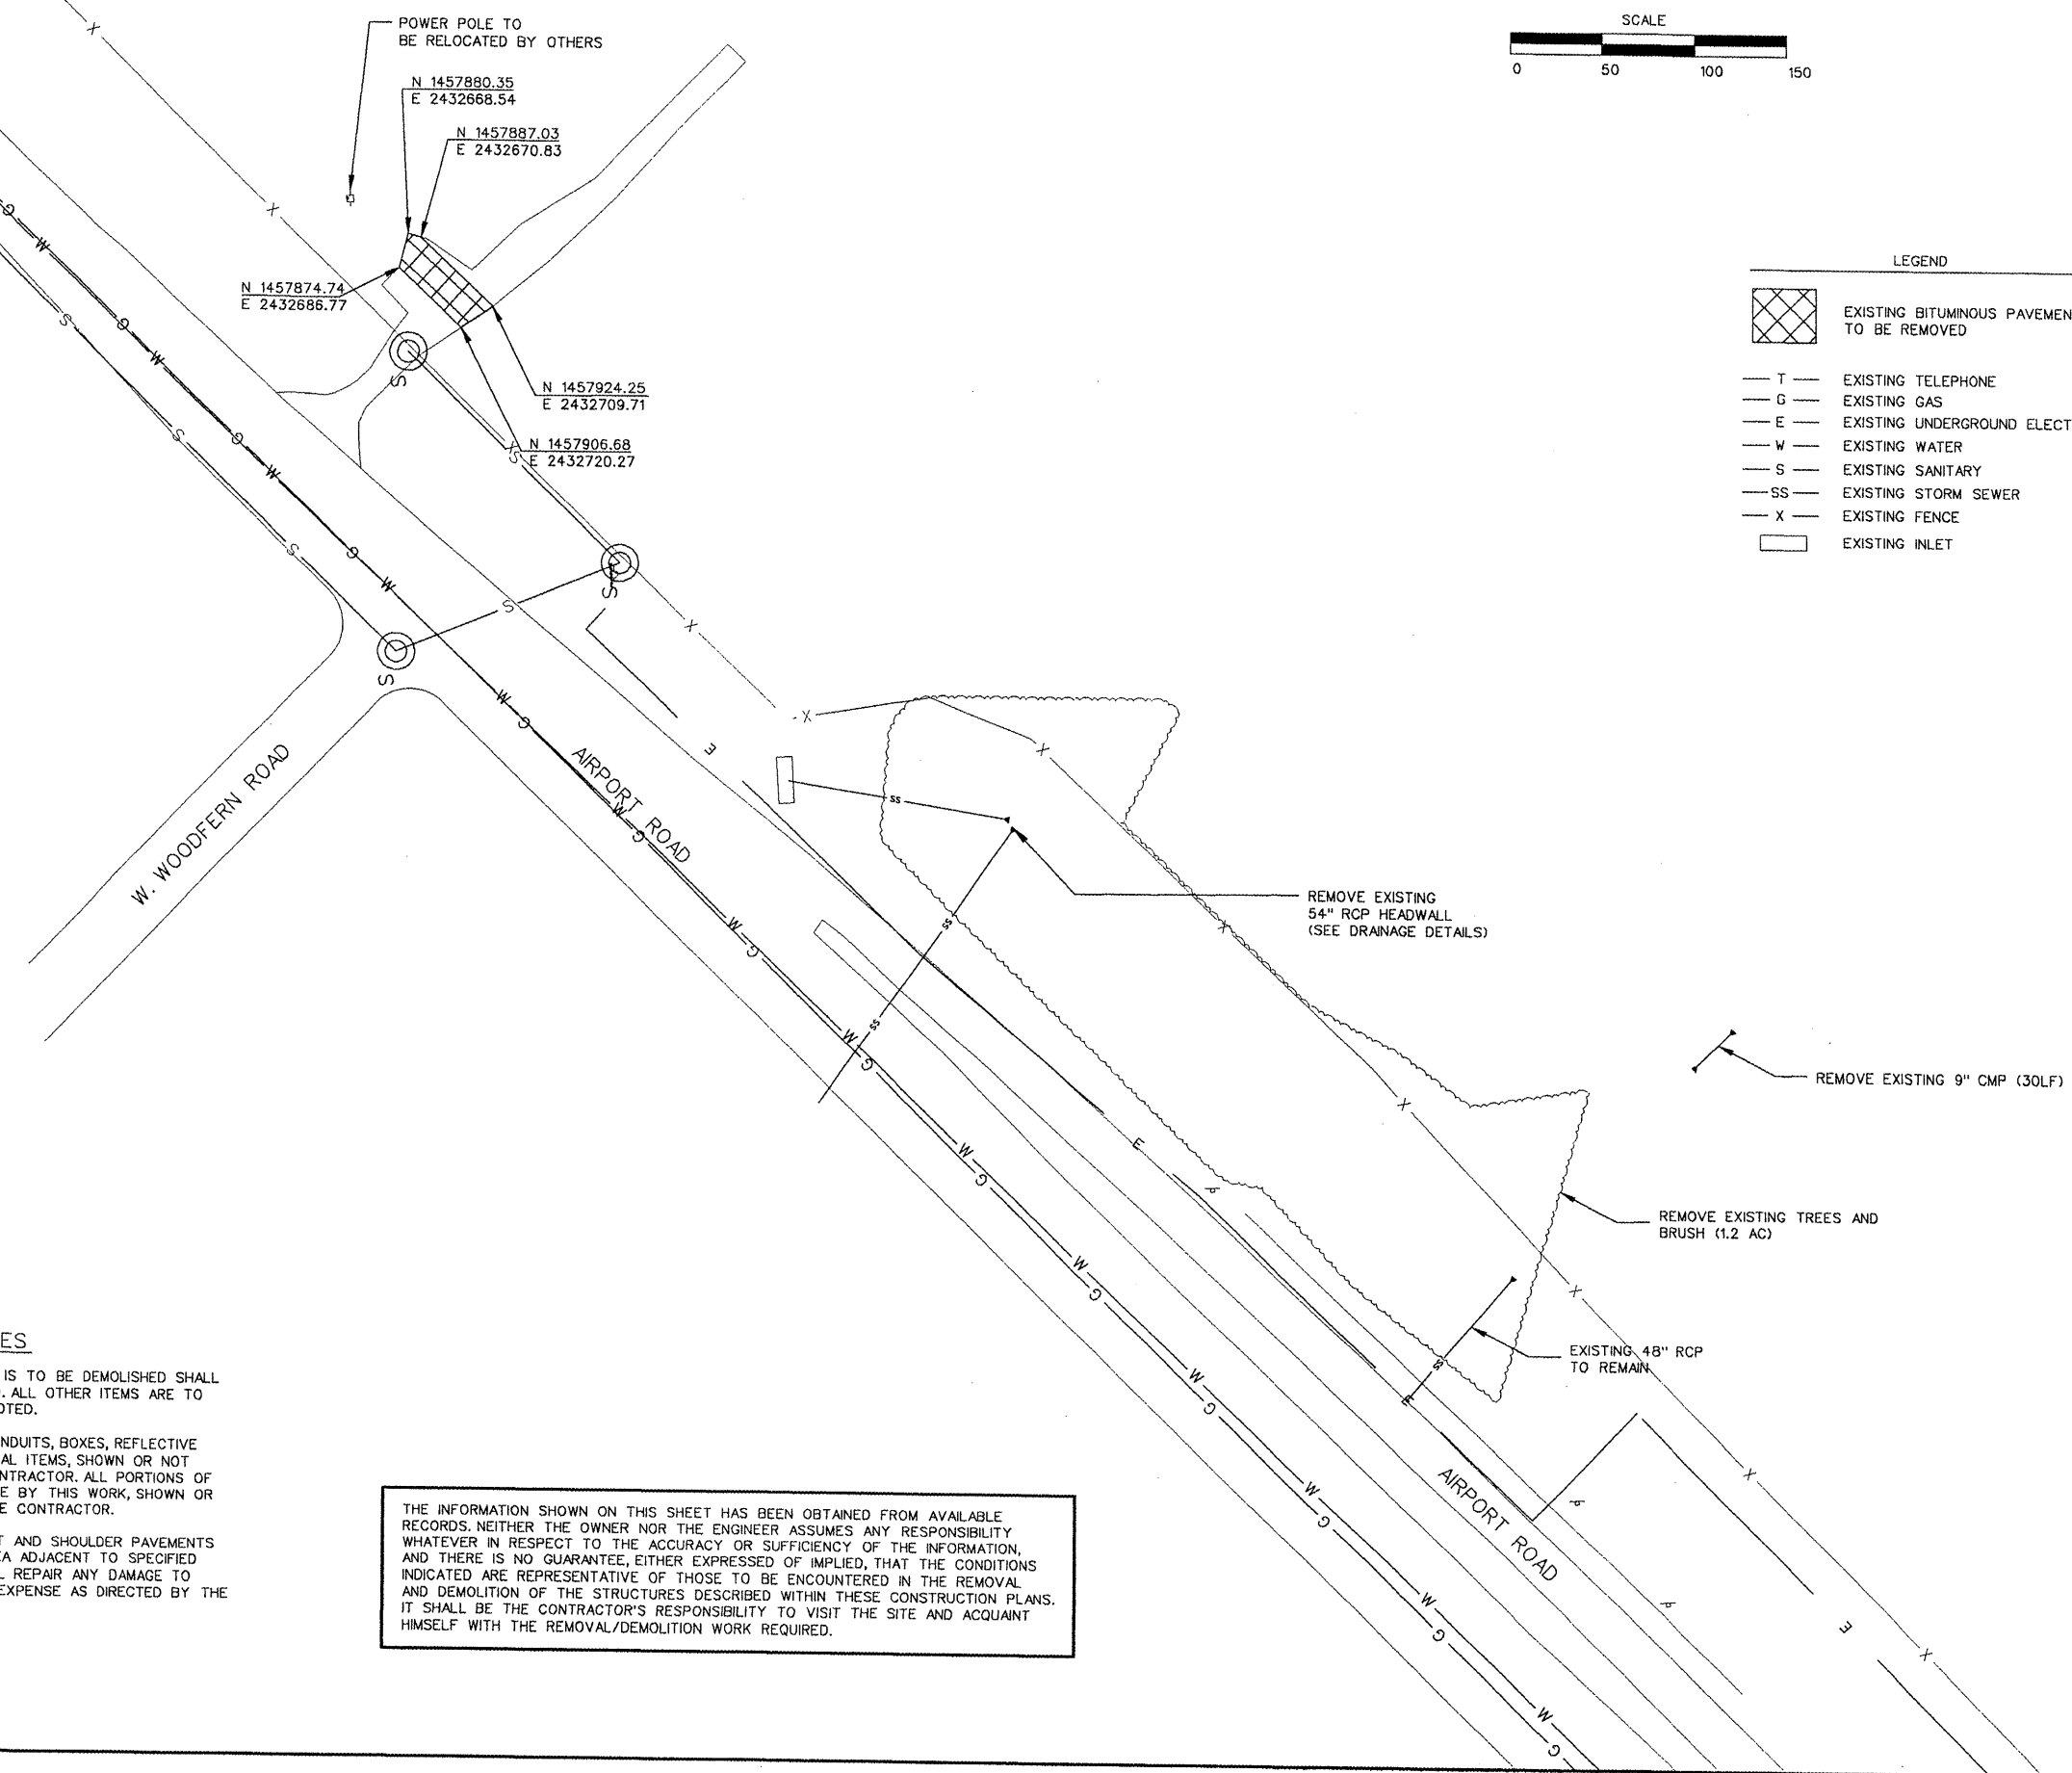 POWER POLE TO
BE RELOCATED BY OTHERS
N 1457880.35
E 2432668.54
N 1457887.03
E 2432670.83
N 1457874.74
E 2432686.77
N 1457924.25
E 2432709.71
N 1457906.68
E 2432720.27
SCALE
0 50 100 150
LEGEND
EXISTING BITUMINOUS PAVEMEN
TO BE REMOVED
T EXISTING TELEPHONE
G EXISTING GAS
E EXISTING UNDERGROUND ELECT
W EXISTING WATER
S EXISTING SANITARY
SS EXISTING STORM SEWER
X EXISTING FENCE
EXISTING INLET
W. WOODFERN ROAD
AIRPORT ROAD
REMOVE EXISTING
54" RCP HEADWALL
(SEE DRAINAGE DETAILS)
REMOVE EXISTING 9" CMP (30LF)
REMOVE EXISTING TREES AND
BRUSH (1.2 AC)
EXISTING 48" RCP
TO REMAIN
AIRPORT ROAD
ES
IS TO BE DEMOLISHED SHALL
. ALL OTHER ITEMS ARE TO
OTED.
NDUITS, BOXES, REFLECTIVE
AL ITEMS, SHOWN OR NOT
NTRACTOR. ALL PORTIONS OF
E BY THIS WORK, SHOWN OR
E CONTRACTOR.
T AND SHOULDER PAVEMENTS
EA ADJACENT TO SPECIFIED
L REPAIR ANY DAMAGE TO
EXPENSE AS DIRECTED BY THE
THE INFORMATION SHOWN ON THIS SHEET HAS BEEN OBTAINED FROM AVAILABLE
RECORDS. NEITHER THE OWNER NOR THE ENGINEER ASSUMES ANY RESPONSIBILITY
WHATEVER IN RESPECT TO THE ACCURACY OR SUFFICIENCY OF THE INFORMATION,
AND THERE IS NO GUARANTEE, EITHER EXPRESSED OF IMPLIED, THAT THE CONDITIONS
INDICATED ARE REPRESENTATIVE OF THOSE TO BE ENCOUNTERED IN THE REMOVAL
AND DEMOLITION OF THE STRUCTURES DESCRIBED WITHIN THESE CONSTRUCTION PLANS.
IT SHALL BE THE CONTRACTOR'S RESPONSIBILITY TO VISIT THE SITE AND ACQUAINT
HIMSELF WITH THE REMOVAL/DEMOLITION WORK REQUIRED.